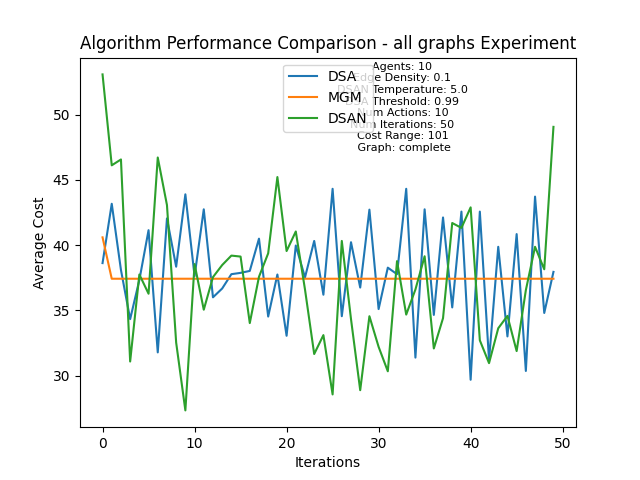 Algorithm Performance Comparison - all graphs Experiment
Agents: 10
Edge Density: 0.1
DSAN Temperature: 5.0
Threshold: 0.99
Num Actions: 10
Num Iterations: 50
Cost Range: 101
Graph: complete
DSA
MGM
DSAN
Average Cost
50
45
40
35
30
0
10
20
30
40
50
Iterations